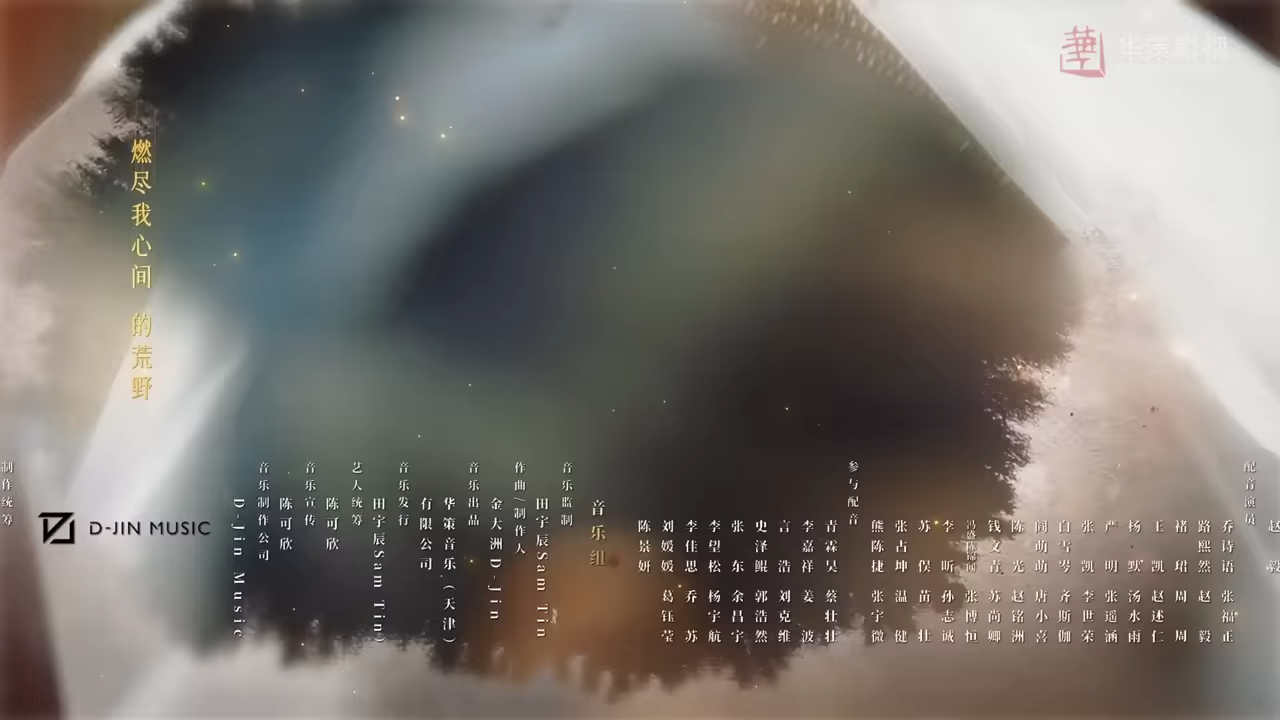 華
燃尽我心间 的荒野
配音演员
乔诗语 张福正
路熙然 赵毅
褚珺 周周
王凯 赵述仁
杨默 汤水雨
严明 张遥涵
张凯 李世荣
白雪岑 齐斯伽
阎萌萌 唐小喜
陈光 赵铭洲
钱文青 苏尚卿
张博恒
李昕 孙志诚
苏俣 苗壮
张占坤 温健
熊陈捷 张宇微
参与配音
青霖昊 蔡壮壮
李嘉祥 姜波
言浩 刘克维
史泽鲲 郭浩然
张东 余昌宇
李望松 杨宇航
李佳思 乔苏
刘媛媛 葛钰莹
陈景妍
音乐组
音乐监制
田宇辰Sam Tin
作曲/制作人
金大洲D-Jin
音乐出品
华策音乐(天津)
有限公司
音乐发行
田宇辰Sam Tin)
艺人统筹
陈可欣
音乐宣传
陈可欣
音乐制作公司
D-Jin Music
D-JIN MUSIC
制作统筹